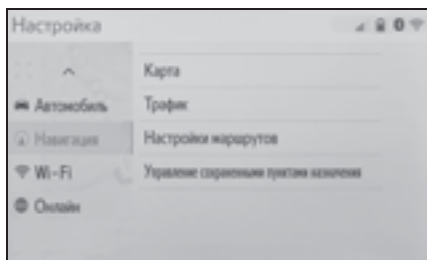 Настройка
Автомобиль
Навигация
Wi-Fi
Онлайн
Карта
Трафик
Настройки маршрутов
Управление сохраненными пунктами назначения